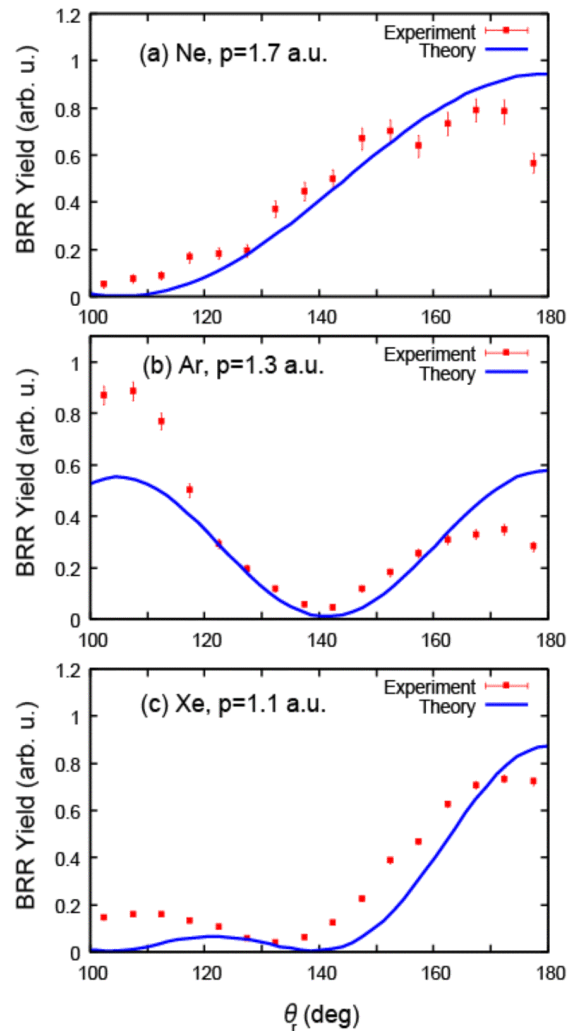 1.2
1
0.8
0.6
0.4
0.2
0
BRR Yield (arb. u.)
(a) Ne, p=1.7 a.u.
Experiment
Theory
100 120 140 160 180
1
0.8
0.6
0.4
0.2
0
BRR Yield (arb. u.)
(b) Ar, p=1.3 a.u.
Experiment
Theory
100 120 140 160 180
1.2
1
0.8
0.6
0.4
0.2
0
BRR Yield (arb. u.)
(c) Xe, p=1.1 a.u.
Experiment
Theory
100 120 140 160 180
θr (deg)